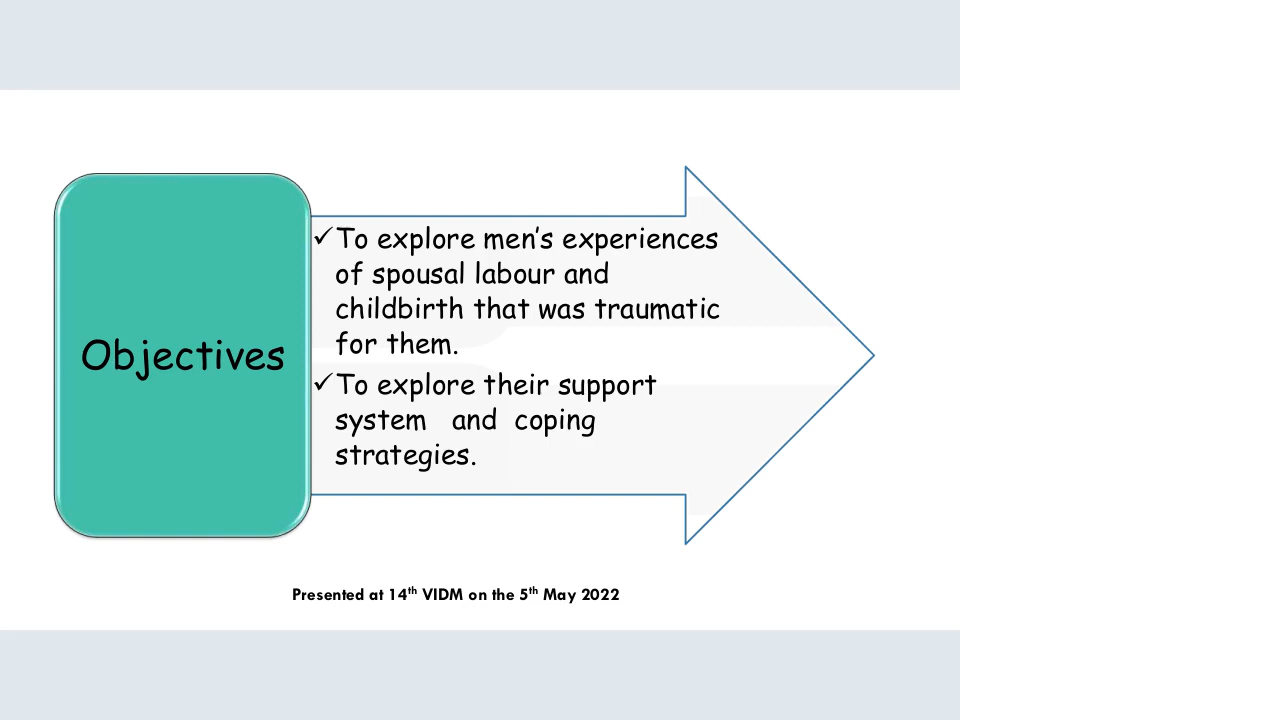 Objectives
✓To explore men’s experiences
of spousal labour and
childbirth that was traumatic
for them.
✓To explore their support
system and coping
strategies.
Presented at 14th VIDM on the 5th May 2022